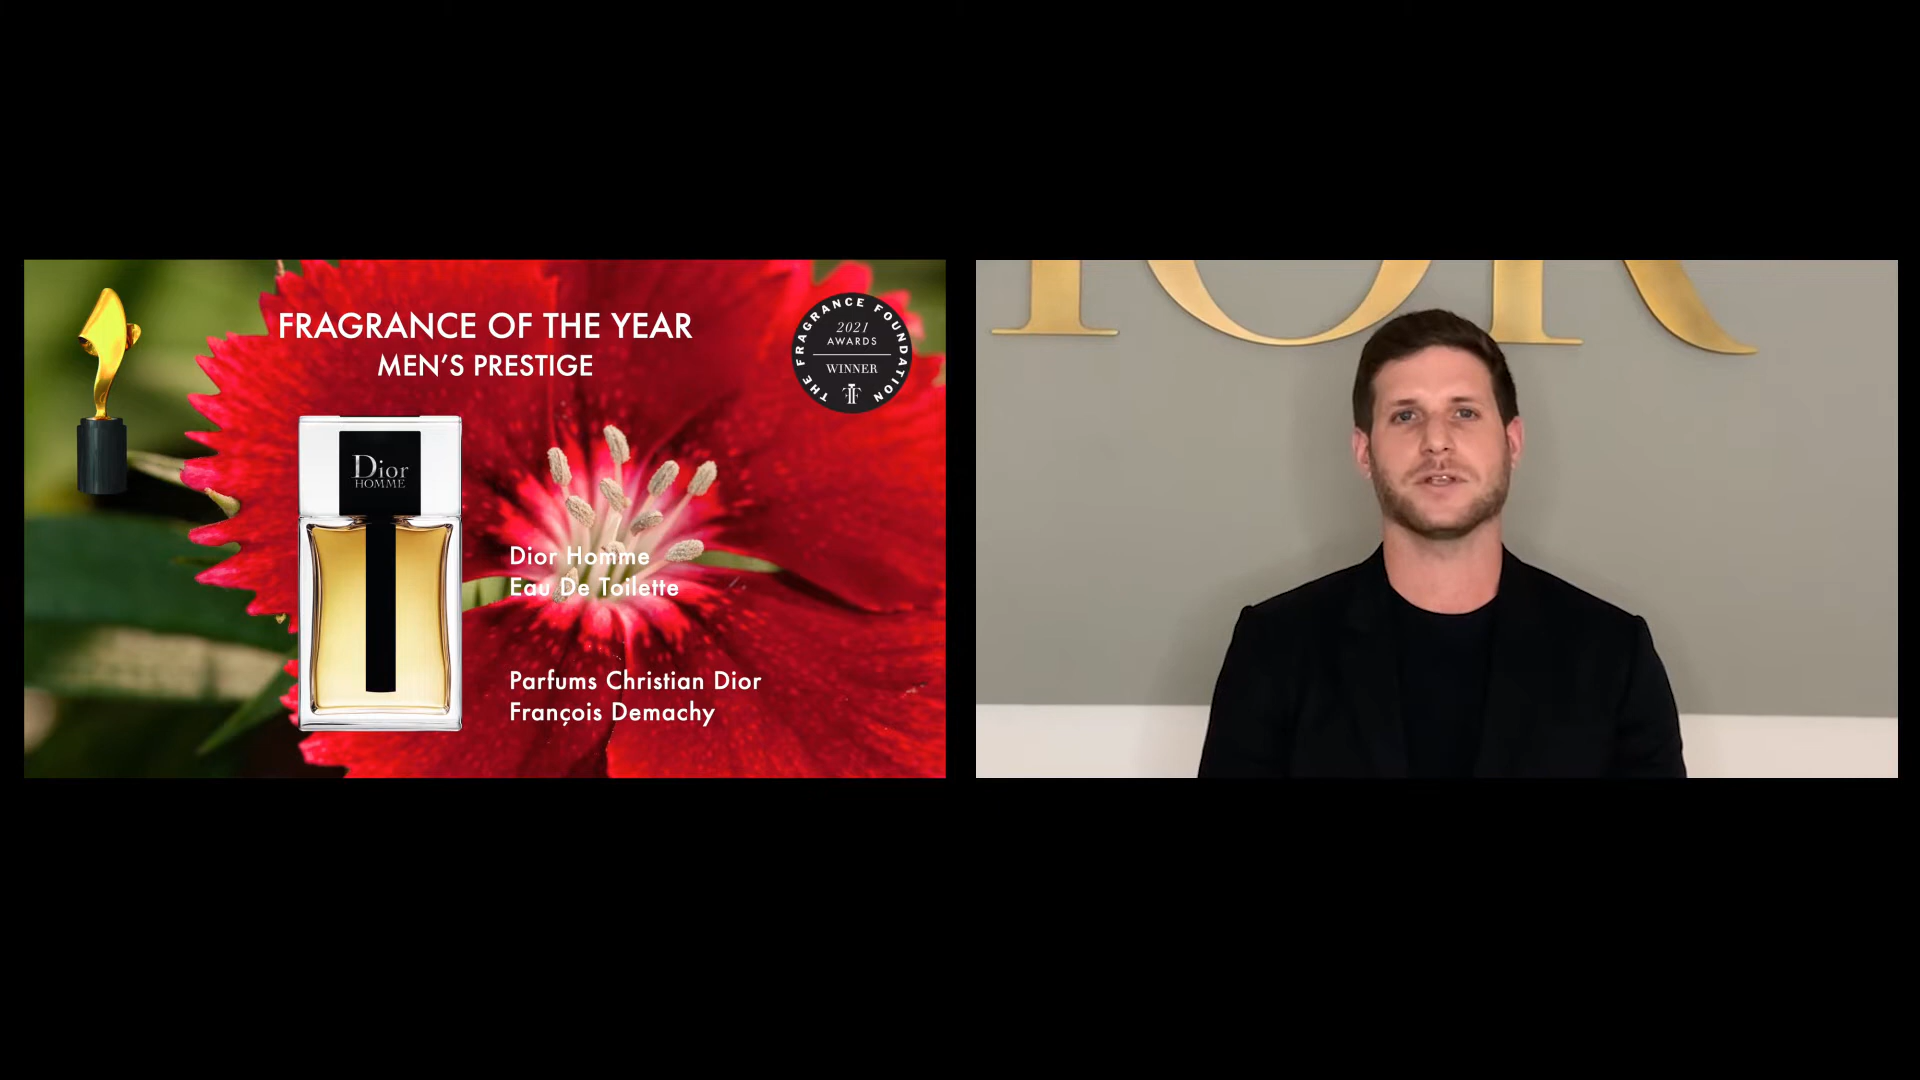 FRAGRANCE OF THE YEAR
MEN'S PRESTIGE
THE FRAGRANCE FOUNDATION
2021
AWARDS
WINNER
Dior
HOMME
Dior Homme
Eau De Toilette
Parfums Christian Dior
François Demachy
IOR